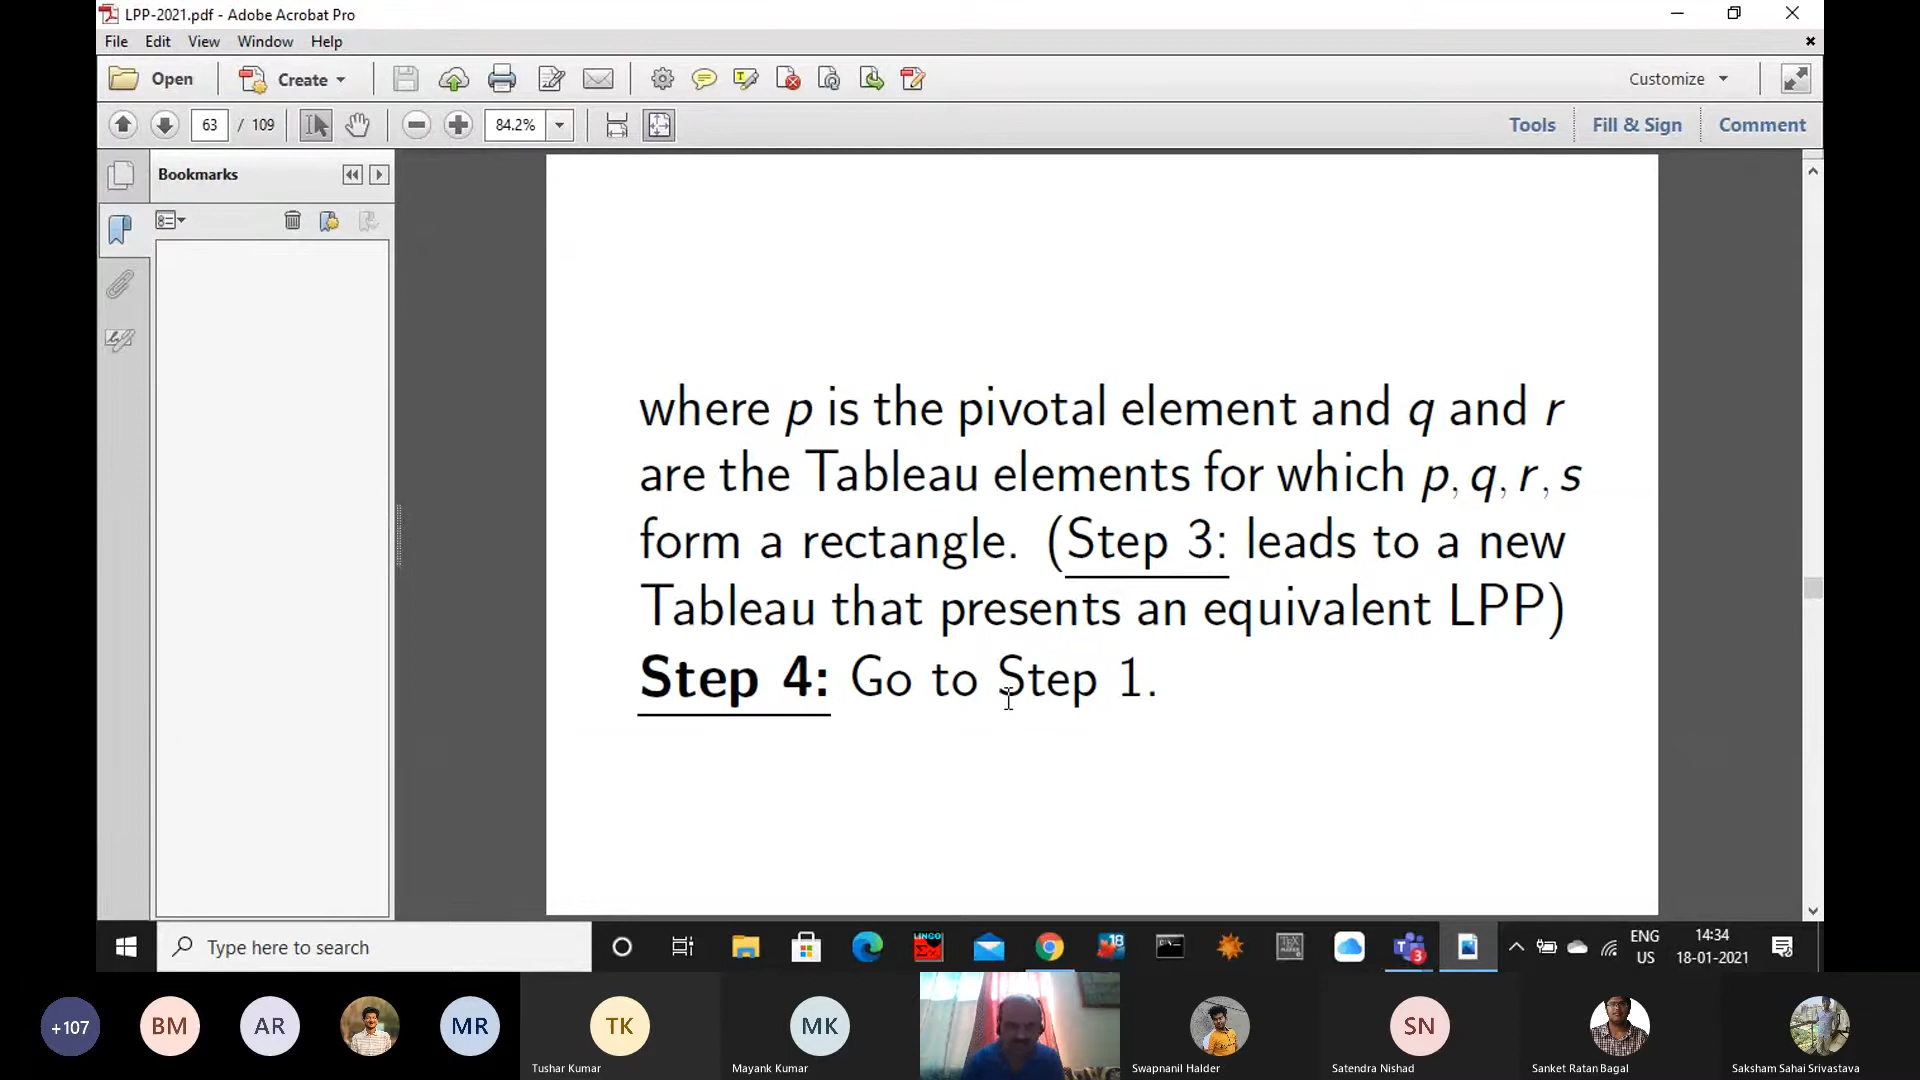 LPP-2021.pdf - Adobe Acrobat Pro
File Edit View Window Help
Open Create Customize
63 / 109 84.2% Tools Fill & Sign Comment
Bookmarks
where p is the pivotal element and q and r
are the Tableau elements for which p, q, r, s
form a rectangle. (Step 3: leads to a new
Tableau that presents an equivalent LPP)
Step 4: Go to Step 1.
Type here to search
LINGO
18
3
ENG
US
14:34
18-01-2021
+107 BM AR MR TK MK SN
Tushar Kumar Mayank Kumar Swapnanil Halder Satendra Nishad Sanket Ratan Bagal Saksham Sahai Srivastava